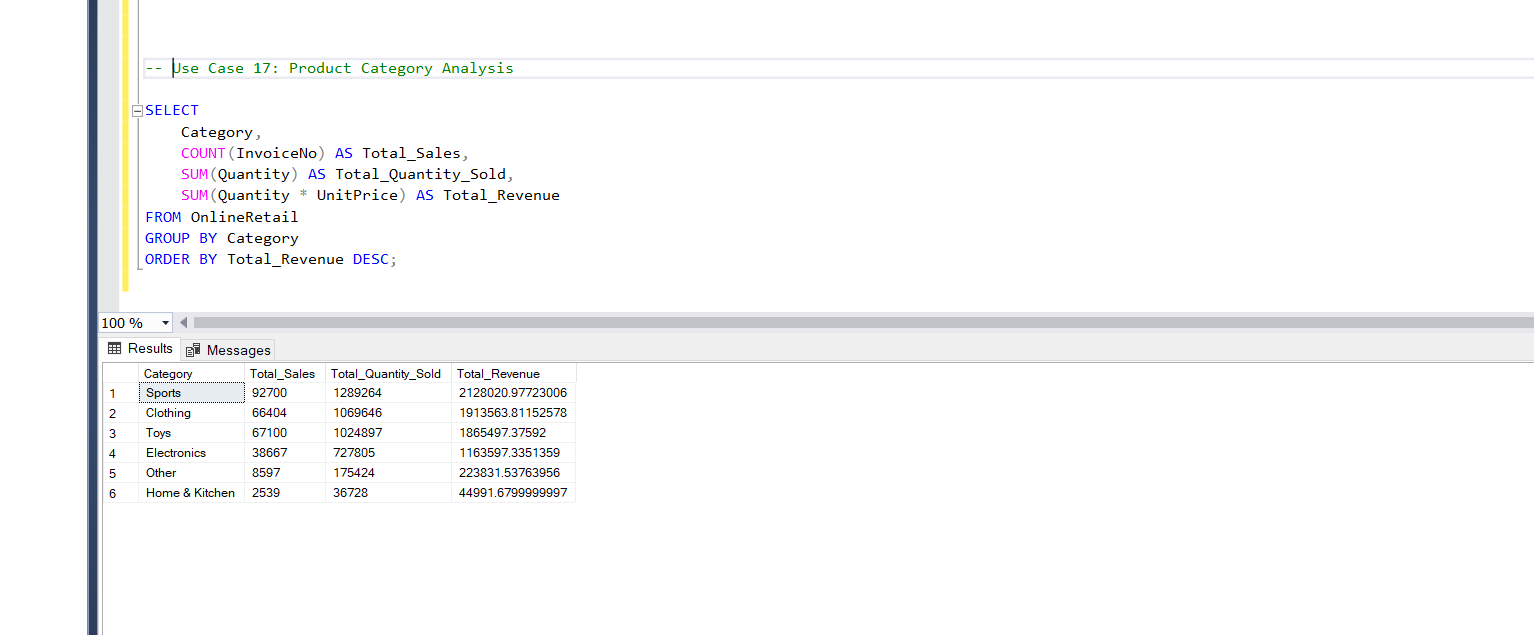 -- Use Case 17: Product Category Analysis
SELECT
Category,
COUNT(InvoiceNo) AS Total_Sales,
SUM(Quantity) AS Total_Quantity_Sold,
SUM(Quantity * UnitPrice) AS Total_Revenue
FROM OnlineRetail
GROUP BY Category
ORDER BY Total_Revenue DESC;
100 %
Results Messages
Category Total_Sales Total_Quantity_Sold Total_Revenue
1 Sports 92700 1289264 2128020.97723006
2 Clothing 66404 1069646 1913563.81152578
3 Toys 67100 1024897 1865497.37592
4 Electronics 38667 727805 1163597.3351359
5 Other 8597 175424 223831.53763956
6 Home & Kitchen 2539 36728 44991.6799999997